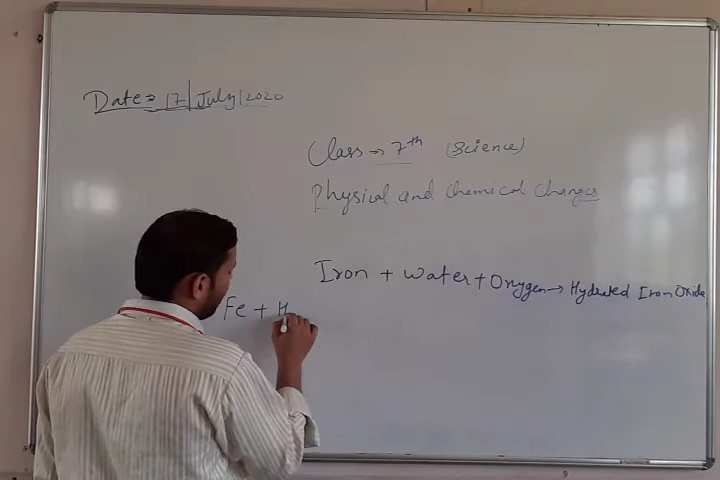 Date:- 17/July/2020
Class → 7th (Science)
Physical and chemical changes
Iron + Water + Oxygen → Hydrated Iron Oxide
Fe + H